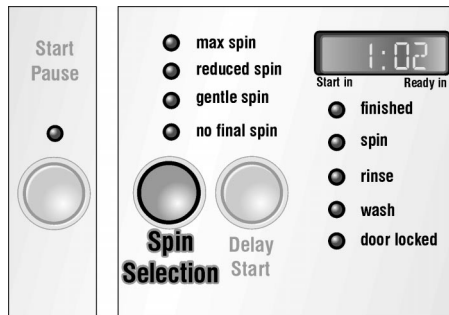 Start
Pause
max spin
reduced spin
gentle spin
no final spin
Spin
Selection
Delay
Start
1:02
Start in Ready in
finished
spin
rinse
wash
door locked